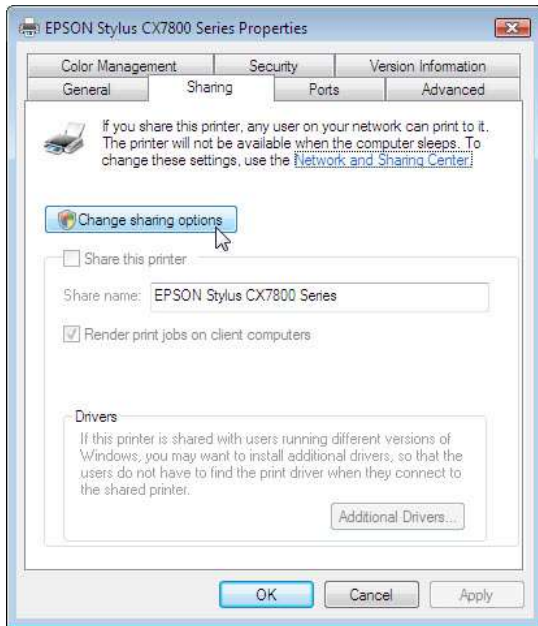 EPSON Stylus CX7800 Series Properties
Color Management Security Version Information
General Sharing Ports Advanced
If you share this printer, any user on your network can print to it.
The printer will not be available when the computer sleeps. To
change these settings, use the Network and Sharing Center.
Change sharing options
Share this printer
Share name: EPSON Stylus CX7800 Series
Render print jobs on client computers
Drivers
If this printer is shared with users running different versions of
Windows, you may want to install additional drivers, so that the
users do not have to find the print driver when they connect to
the shared printer.
Additional Drivers...
OK Cancel Apply